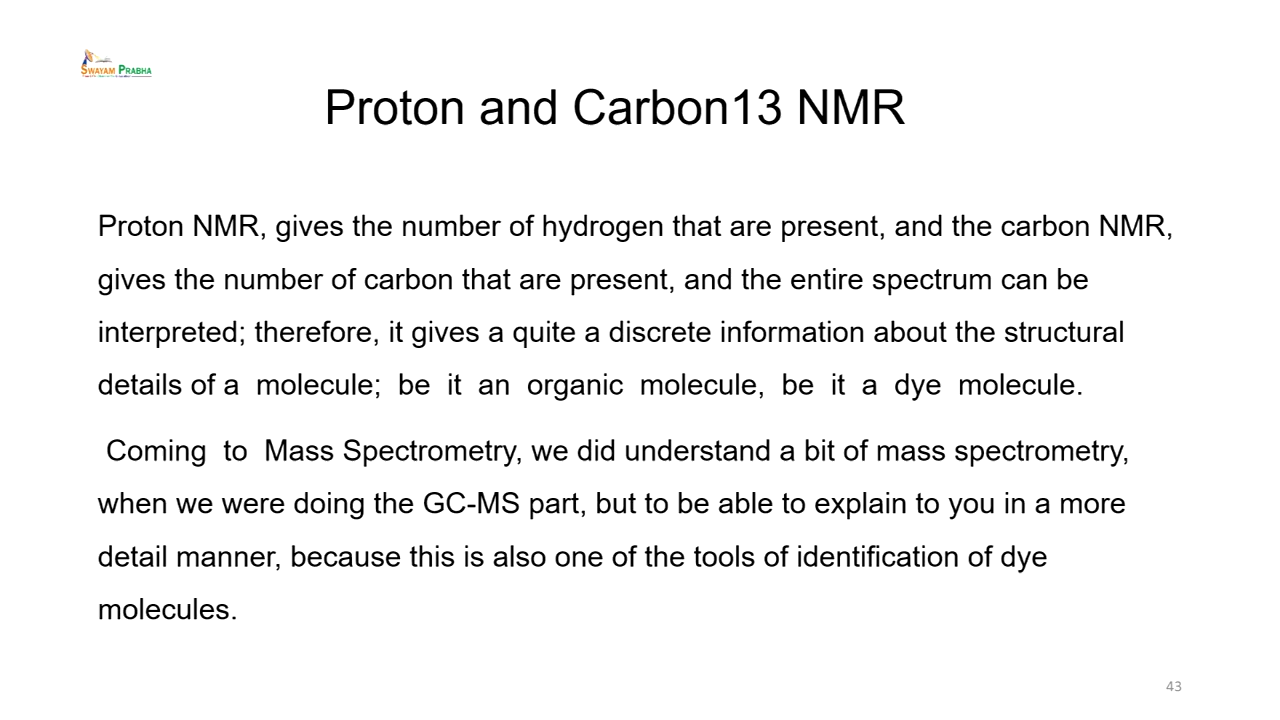 SWAYAM PRABHA
Proton and Carbon13 NMR
Proton NMR, gives the number of hydrogen that are present, and the carbon NMR,
gives the number of carbon that are present, and the entire spectrum can be
interpreted; therefore, it gives a quite a discrete information about the structural
details of a molecule; be it an organic molecule, be it a dye molecule.
Coming to Mass Spectrometry, we did understand a bit of mass spectrometry,
when we were doing the GC-MS part, but to be able to explain to you in a more
detail manner, because this is also one of the tools of identification of dye
molecules.
43